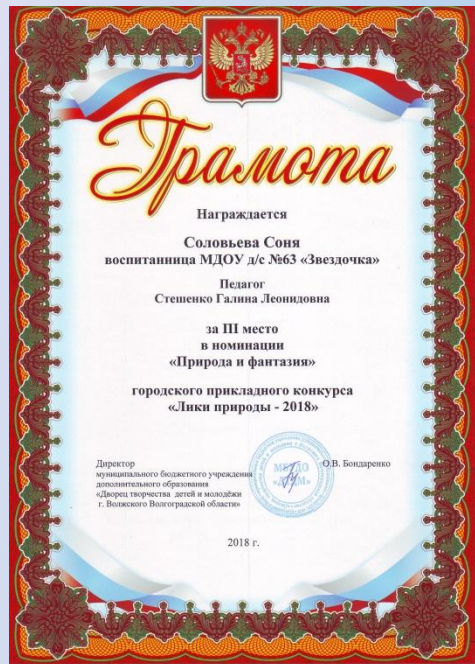 Грамота
Награждается
Соловьева Соня
воспитанница МДОУ д/с №63 «Звездочка»
Педагог
Стешенко Галина Леонидовна
за III место
в номинации
«Природа и фантазия»
городского прикладного конкурса
«Лики природы - 2018»
Директор О.В. Бондаренко
муниципального бюджетного учреждения
дополнительного образования
«Дворец творчества детей и молодёжи
г. Волжского Волгоградской области»
2018 г.